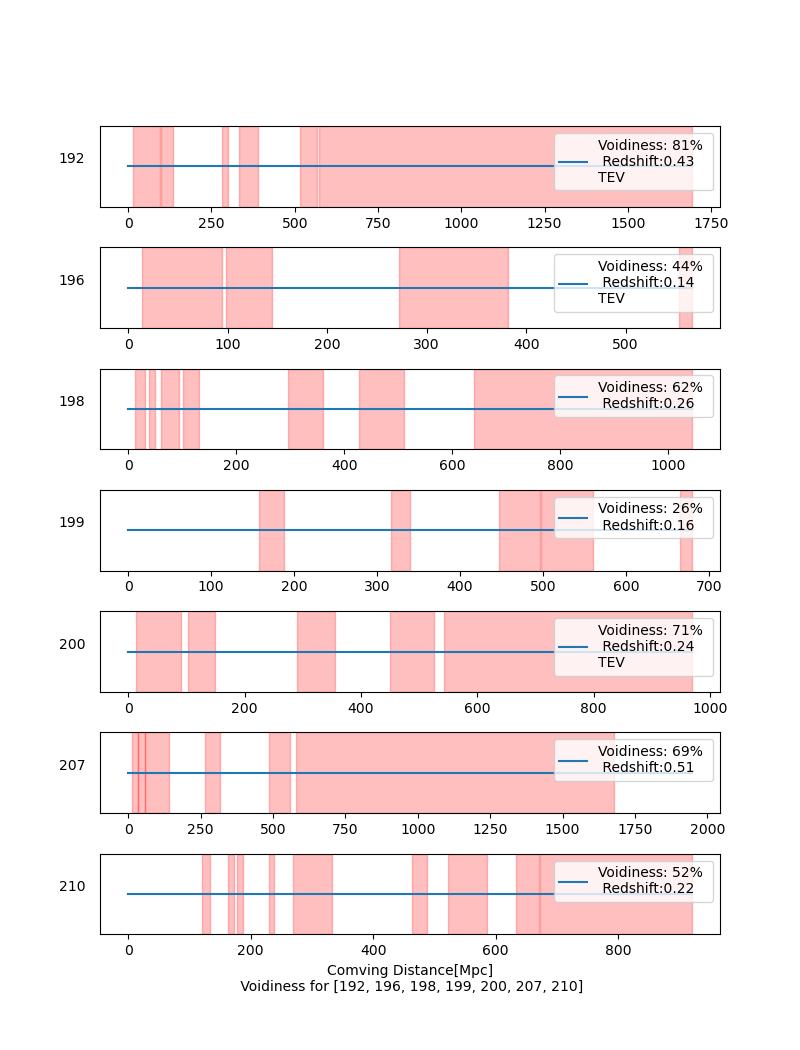 192
Voidiness: 81%
Redshift:0.43
TEV
0 250 500 750 1000 1250 1500 1750
196
Voidiness: 44%
Redshift:0.14
TEV
0 100 200 300 400 500
198
Voidiness: 62%
Redshift:0.26
0 200 400 600 800 1000
199
Voidiness: 26%
Redshift:0.16
0 100 200 300 400 500 600 700
200
Voidiness: 71%
Redshift:0.24
TEV
0 200 400 600 800 1000
207
Voidiness: 69%
Redshift:0.51
0 250 500 750 1000 1250 1500 1750 2000
210
Voidiness: 52%
Redshift:0.22
0 200 400 600 800
Comving Distance[Mpc]
Voidiness for [192, 196, 198, 199, 200, 207, 210]